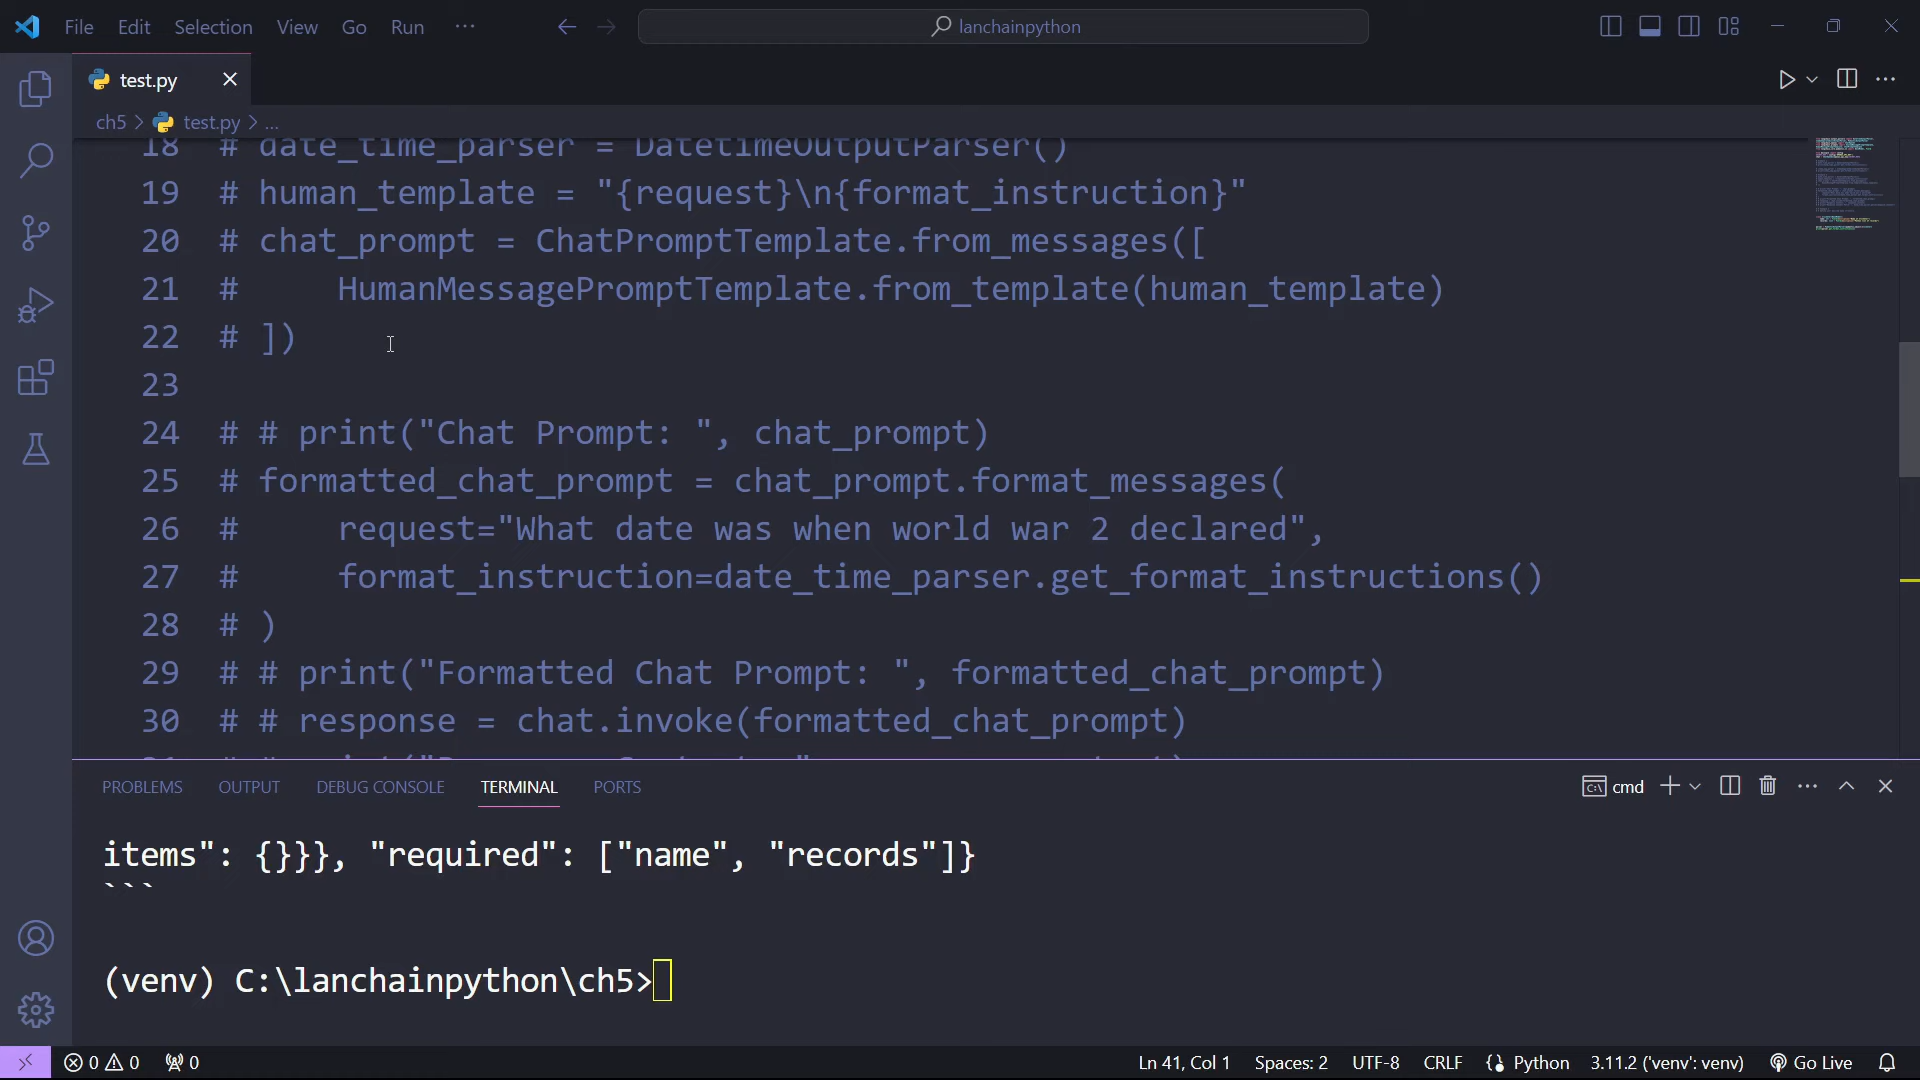 File Edit Selection View Go Run ··· lanchainpython
test.py
ch5 > test.py > ...
18 # date_time_parser = DatetimeOutputParser()
19 # human_template = "{request}\n{format_instruction}"
20 # chat_prompt = ChatPromptTemplate.from_messages([
21 #     HumanMessagePromptTemplate.from_template(human_template)
22 # ])
23
24 # # print("Chat Prompt: ", chat_prompt)
25 # formatted_chat_prompt = chat_prompt.format_messages(
26 #     request="What date was when world war 2 declared",
27 #     format_instruction=date_time_parser.get_format_instructions()
28 # )
29 # # print("Formatted Chat Prompt: ", formatted_chat_prompt)
30 # # response = chat.invoke(formatted_chat_prompt)
PROBLEMS OUTPUT DEBUG CONSOLE TERMINAL PORTS cmd
items": {}}}, "required": ["name", "records"]}
```
(venv) C:\lanchainpython\ch5>
0 0 0 Ln 41, Col 1 Spaces: 2 UTF-8 CRLF Python 3.11.2 ('venv': venv) Go Live